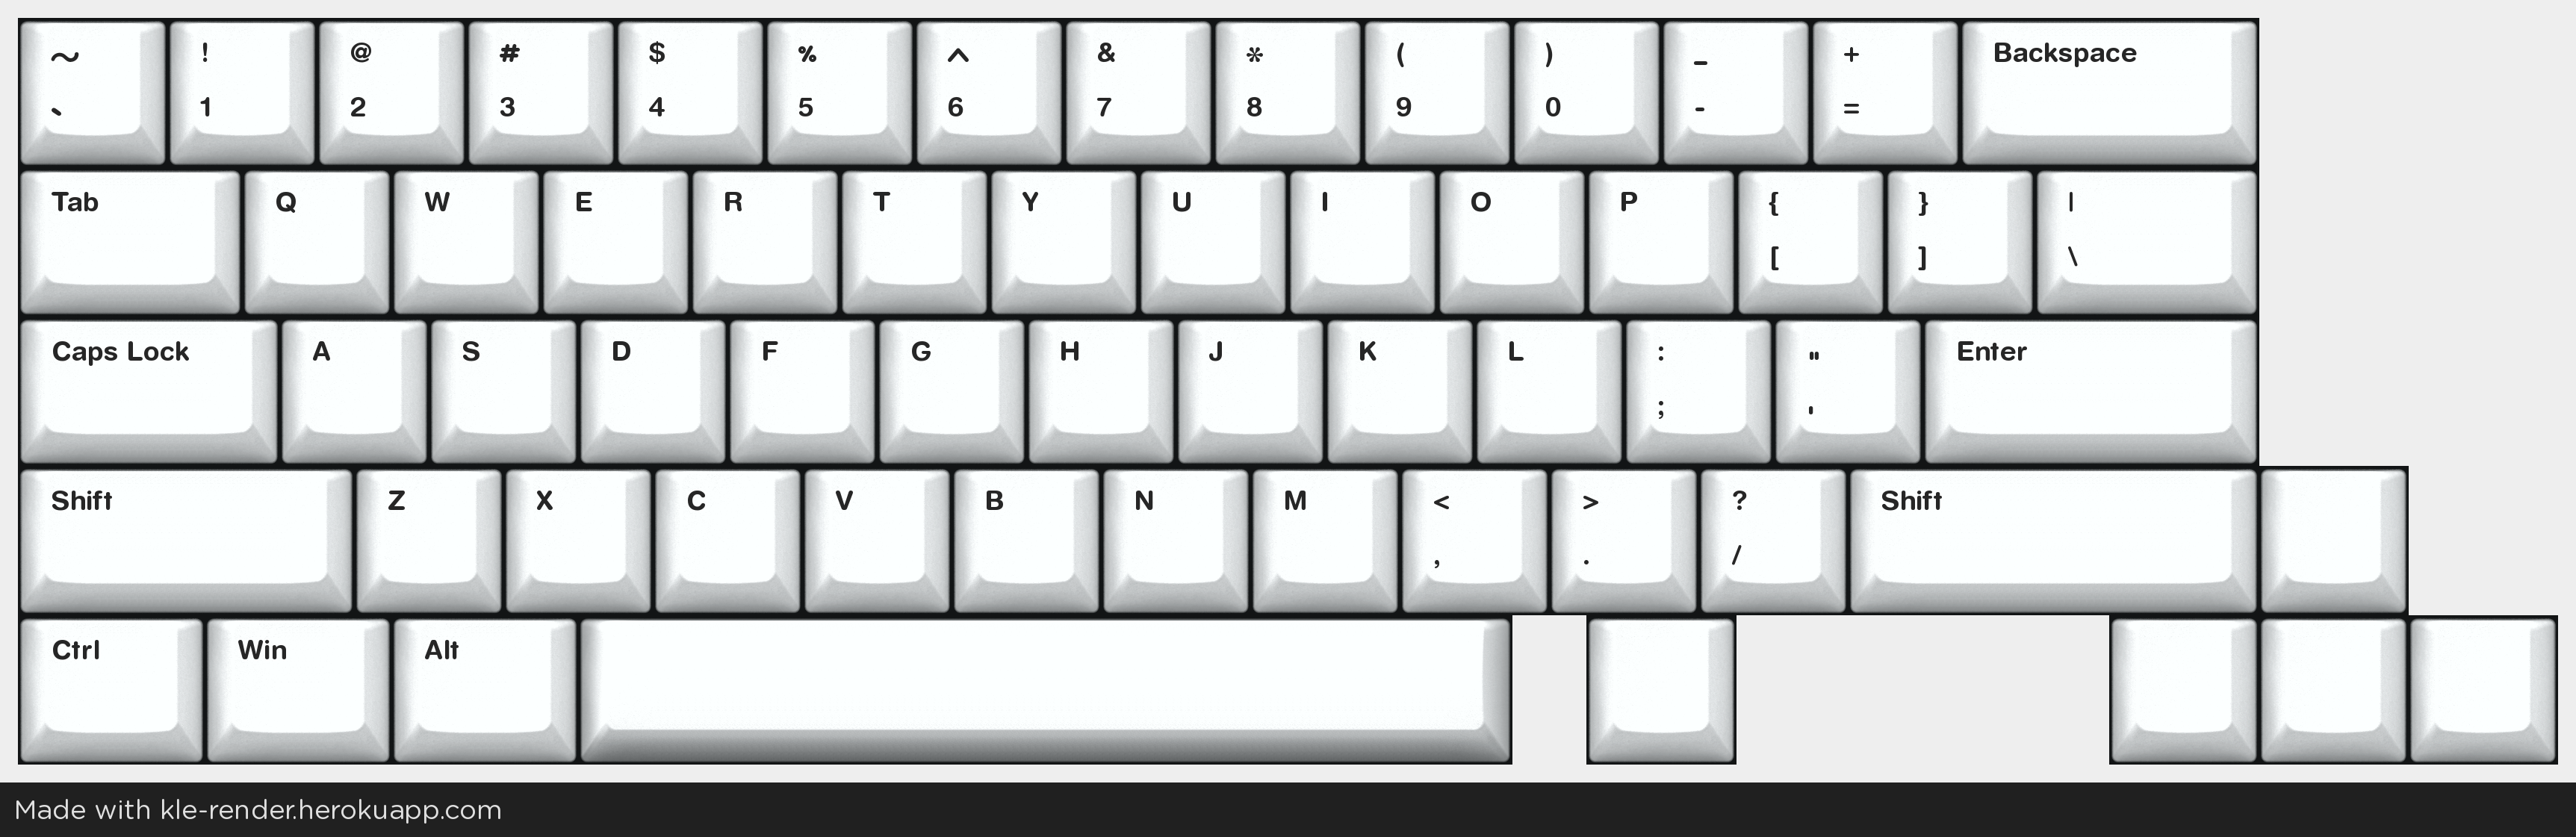 ~ ! @ # $ % ^ & * ( ) _ + Backspace
` 1 2 3 4 5 6 7 8 9 0 - =
Tab Q W E R T Y U I O P { } |
[ ] \
Caps Lock A S D F G H J K L : " Enter
; '
Shift Z X C V B N M < > ? Shift
, . /
Ctrl Win Alt
Made with kle-render.herokuapp.com